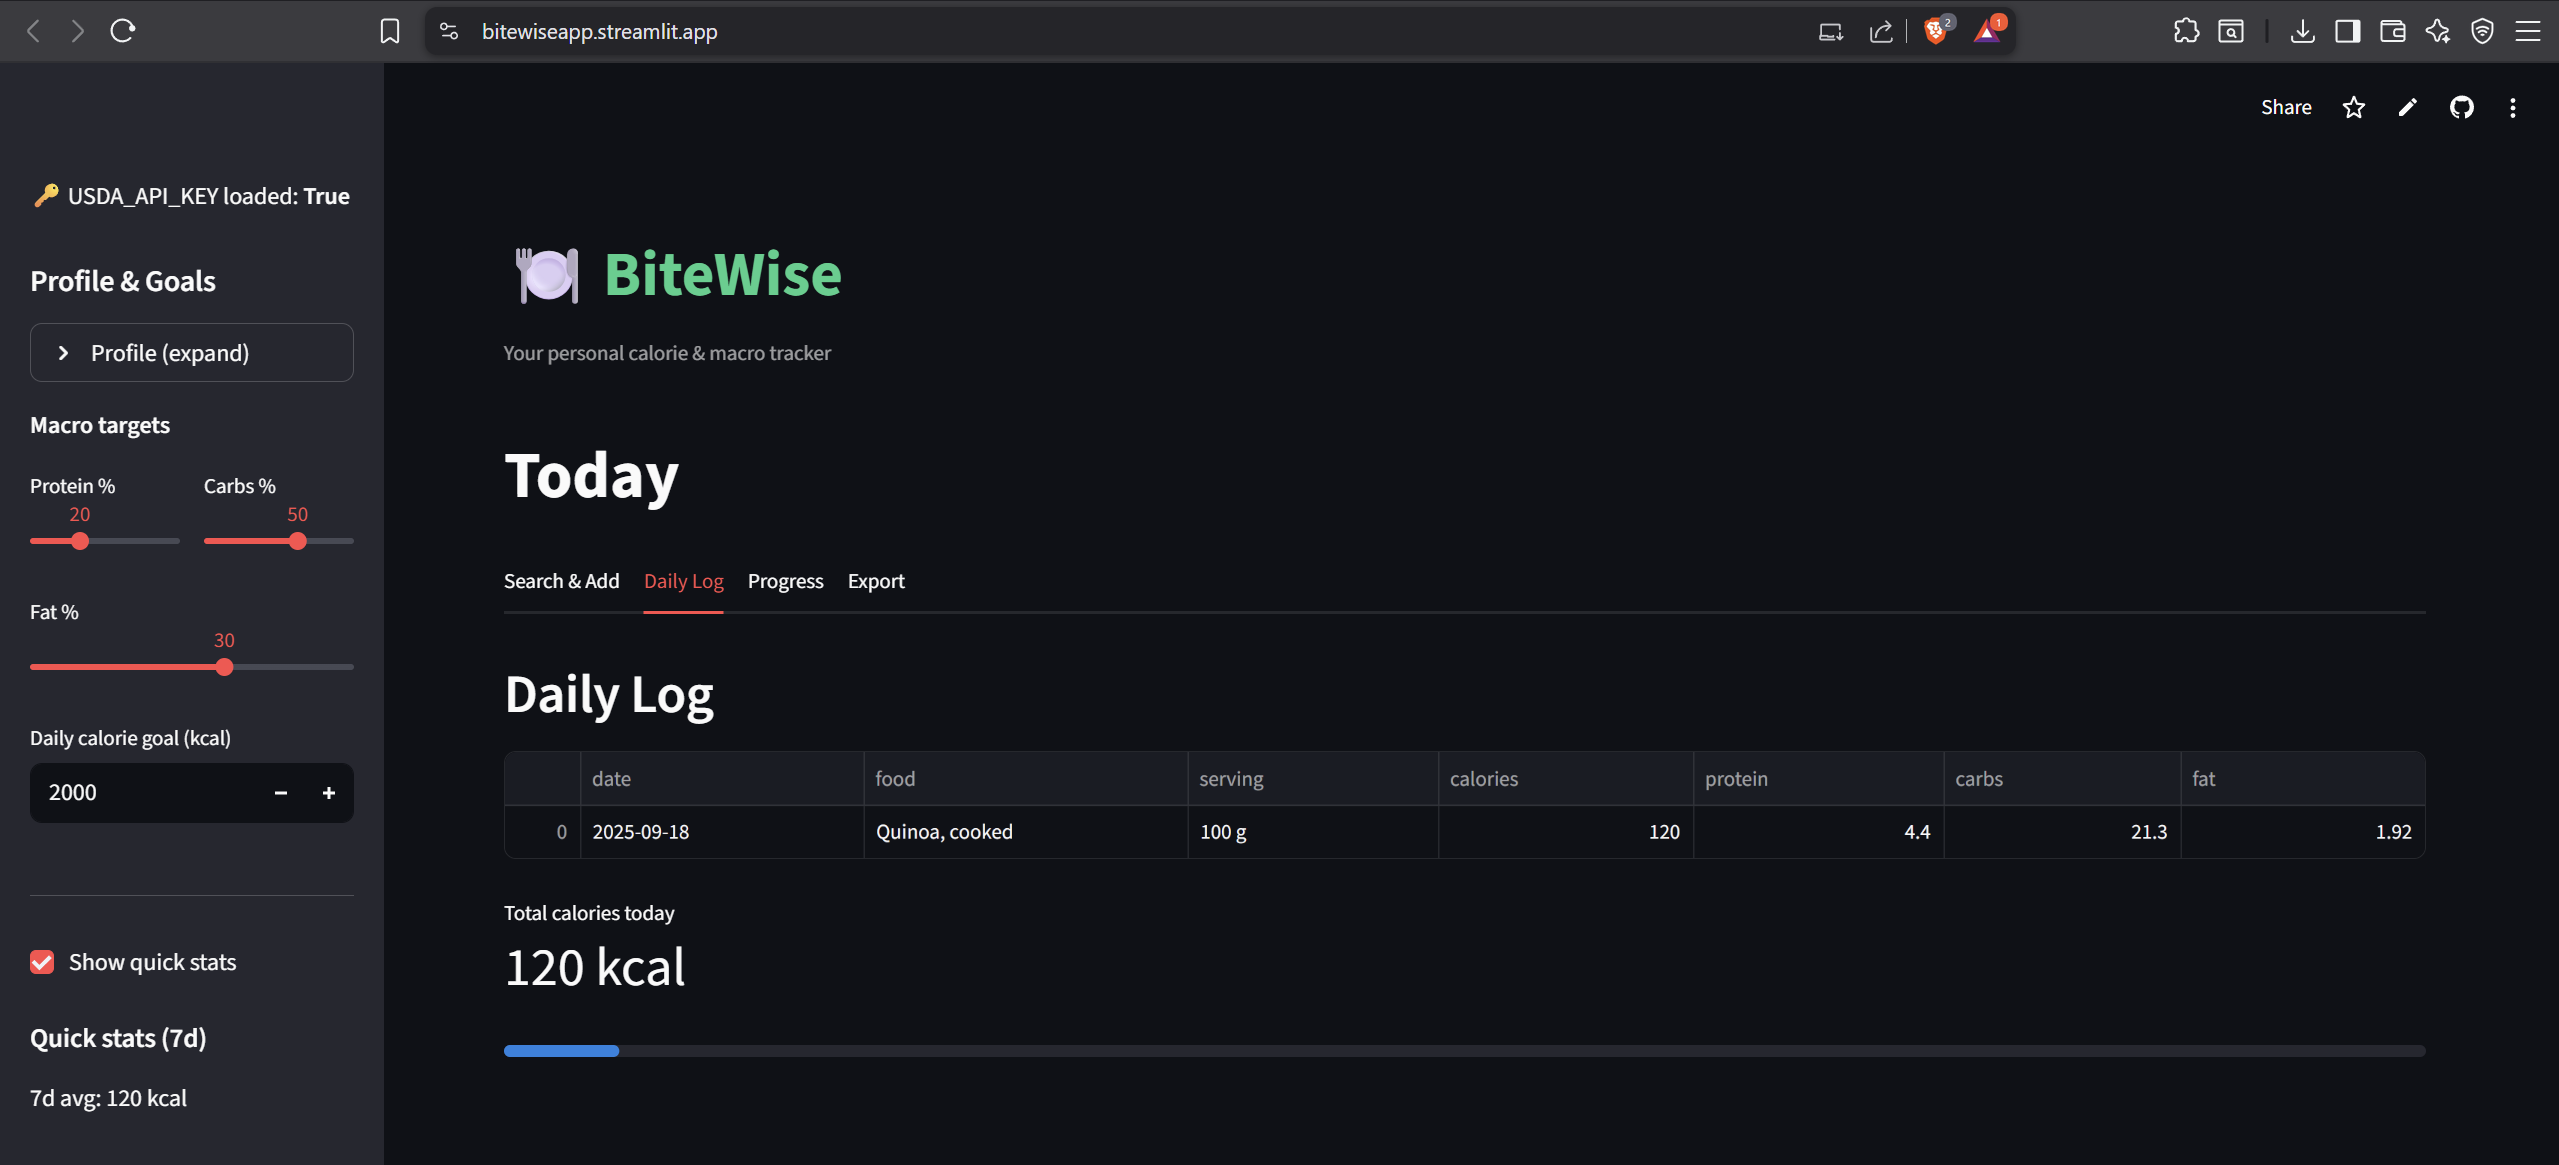 bitewiseapp.streamlit.app
2
1
Share
🔑 USDA_API_KEY loaded: True
Profile & Goals
Profile (expand)
Macro targets
Protein %
Carbs %
20
50
Fat %
30
Daily calorie goal (kcal)
2000
Show quick stats
Quick stats (7d)
7d avg: 120 kcal
BiteWise
Your personal calorie & macro tracker
Today
Search & Add Daily Log Progress Export
Daily Log
date food serving calories protein carbs fat
0 2025-09-18 Quinoa, cooked 100 g 120 4.4 21.3 1.92
Total calories today
120 kcal